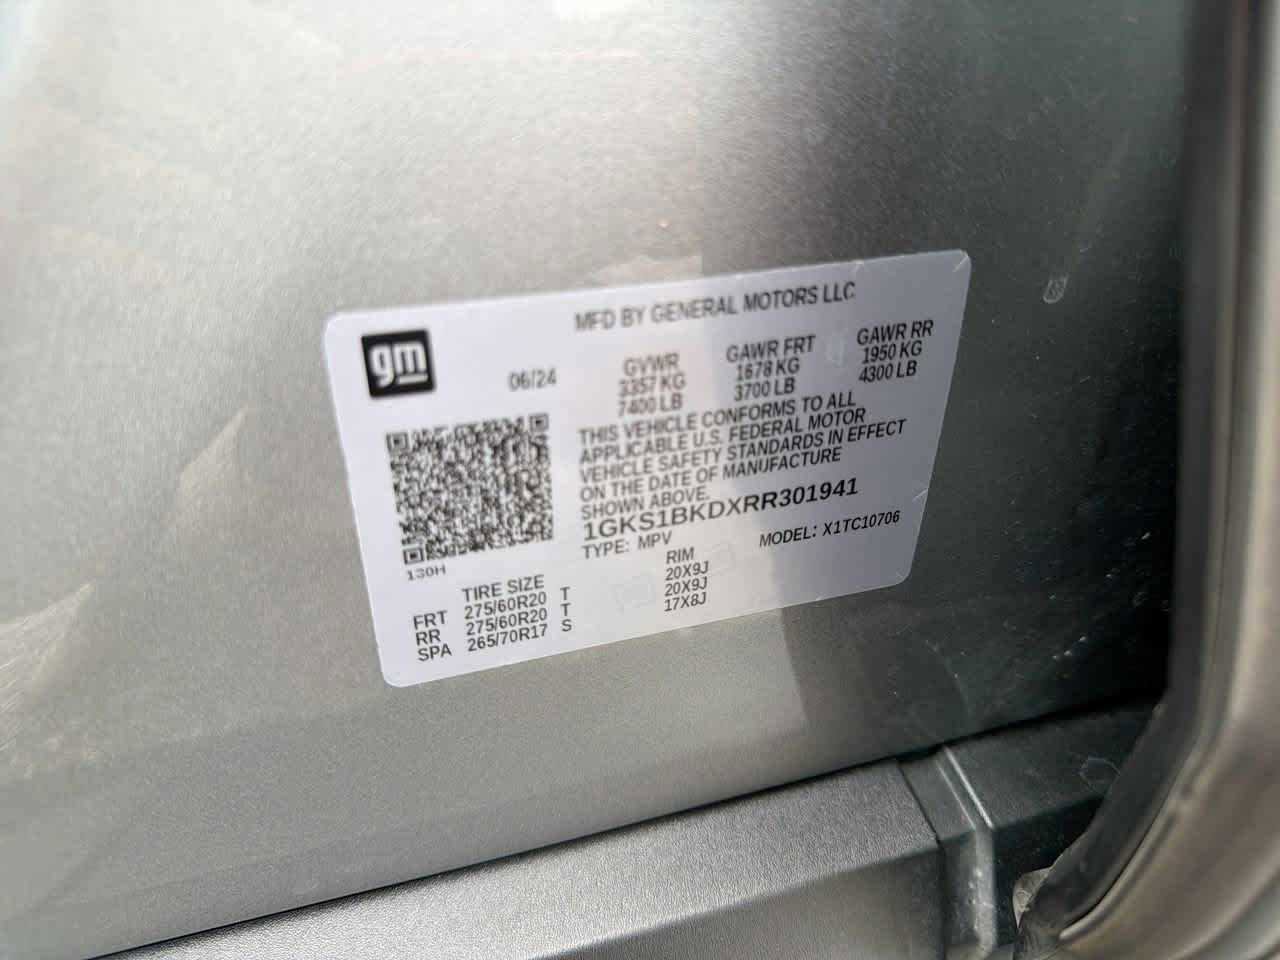 gm
MFD BY GENERAL MOTORS LLC
06/24
GVWR
3357 KG
7400 LB
GAWR FRT
1678 KG
3700 LB
GAWR RR
1950 KG
4300 LB
THIS VEHICLE CONFORMS TO ALL
APPLICABLE U.S. FEDERAL MOTOR
VEHICLE SAFETY STANDARDS IN EFFECT
ON THE DATE OF MANUFACTURE
SHOWN ABOVE.
1GKS1BKDXRR301941
TYPE: MPV
MODEL: X1TC10706
130H
TIRE SIZE
RIM
FRT 275/60R20 T 20X9J
RR 275/60R20 T 20X9J
SPA 265/70R17 S 17X8J